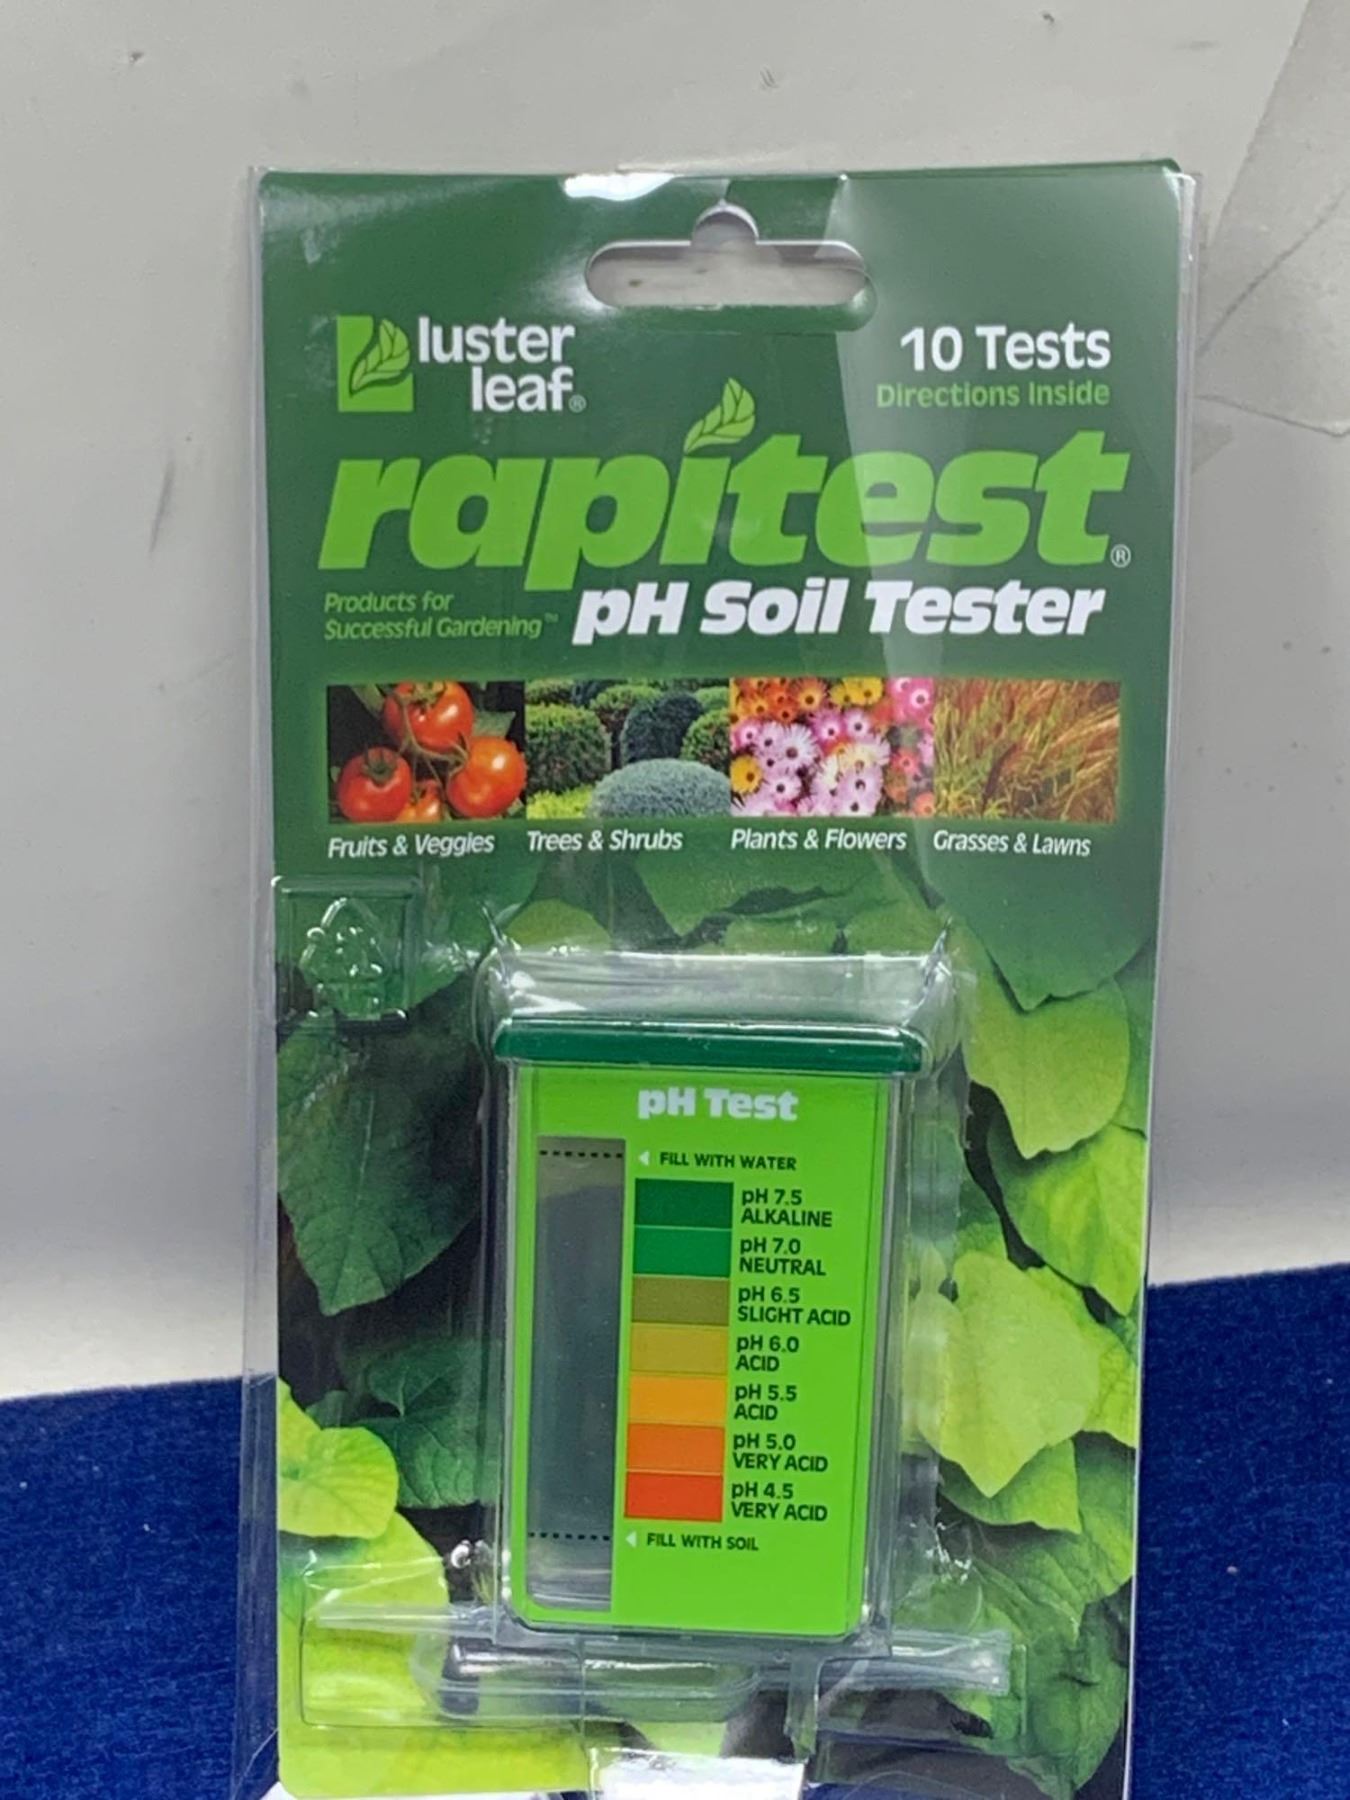 luster
leaf®
10 Tests
Directions Inside
rapitest®
Products for
Successful Gardening™
pH Soil Tester
Fruits & Veggies
Trees & Shrubs
Plants & Flowers
Grasses & Lawns
pH Test
FILL WITH WATER
pH 7.5
ALKALINE
pH 7.0
NEUTRAL
pH 6.5
SLIGHT ACID
pH 6.0
ACID
pH 5.5
ACID
pH 5.0
VERY ACID
pH 4.5
VERY ACID
FILL WITH SOIL